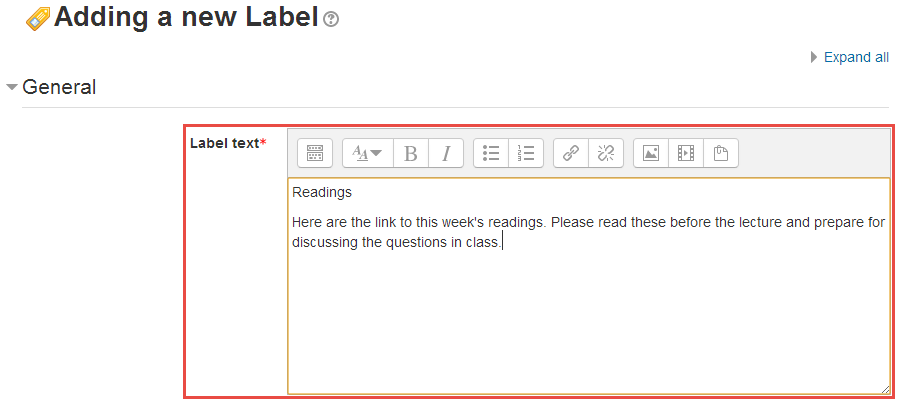 Adding a new Label
Expand all
General
Label text*
Readings
Here are the link to this week's readings. Please read these before the lecture and prepare for
discussing the questions in class.